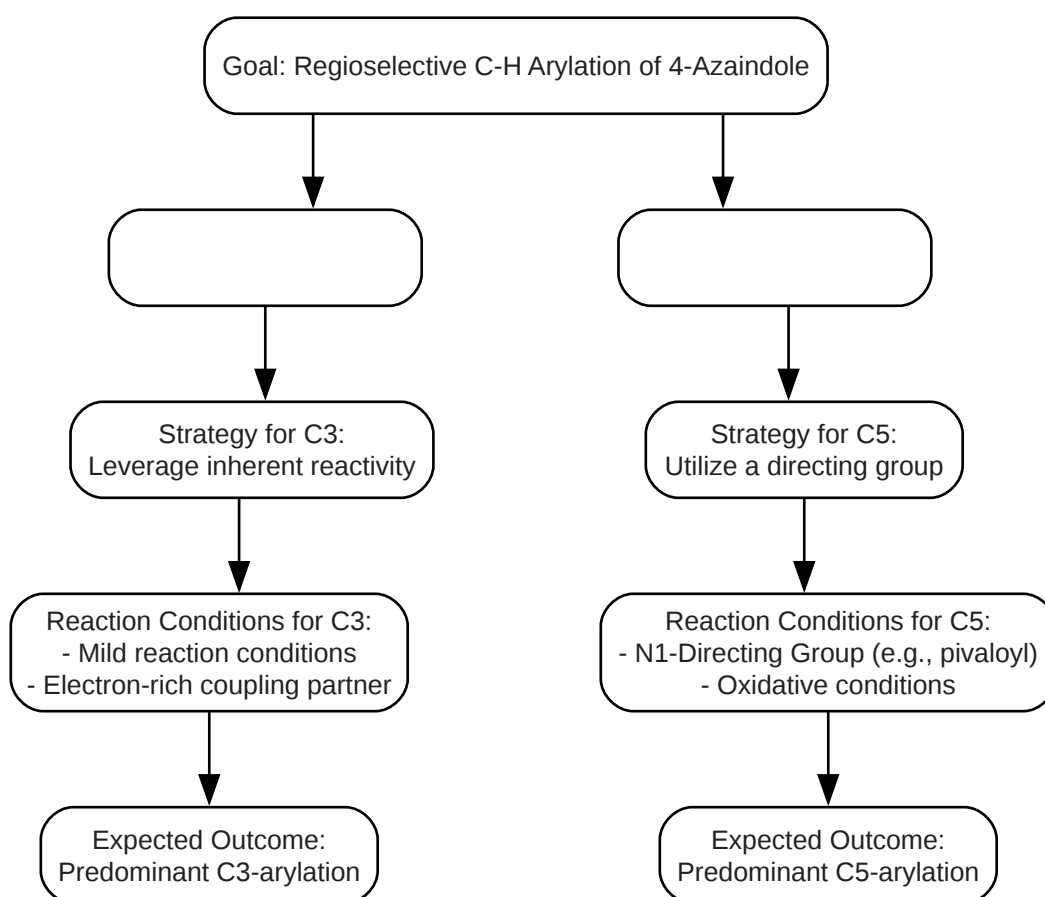 Goal: Regioselective C-H Arylation of 4-Azaindole
Strategy for C3:
Leverage inherent reactivity
Strategy for C5:
Utilize a directing group
Reaction Conditions for C3:
- Mild reaction conditions
- Electron-rich coupling partner
Reaction Conditions for C5:
- N1-Directing Group (e.g., pivaloyl)
- Oxidative conditions
Expected Outcome:
Predominant C3-arylation
Expected Outcome:
Predominant C5-arylation